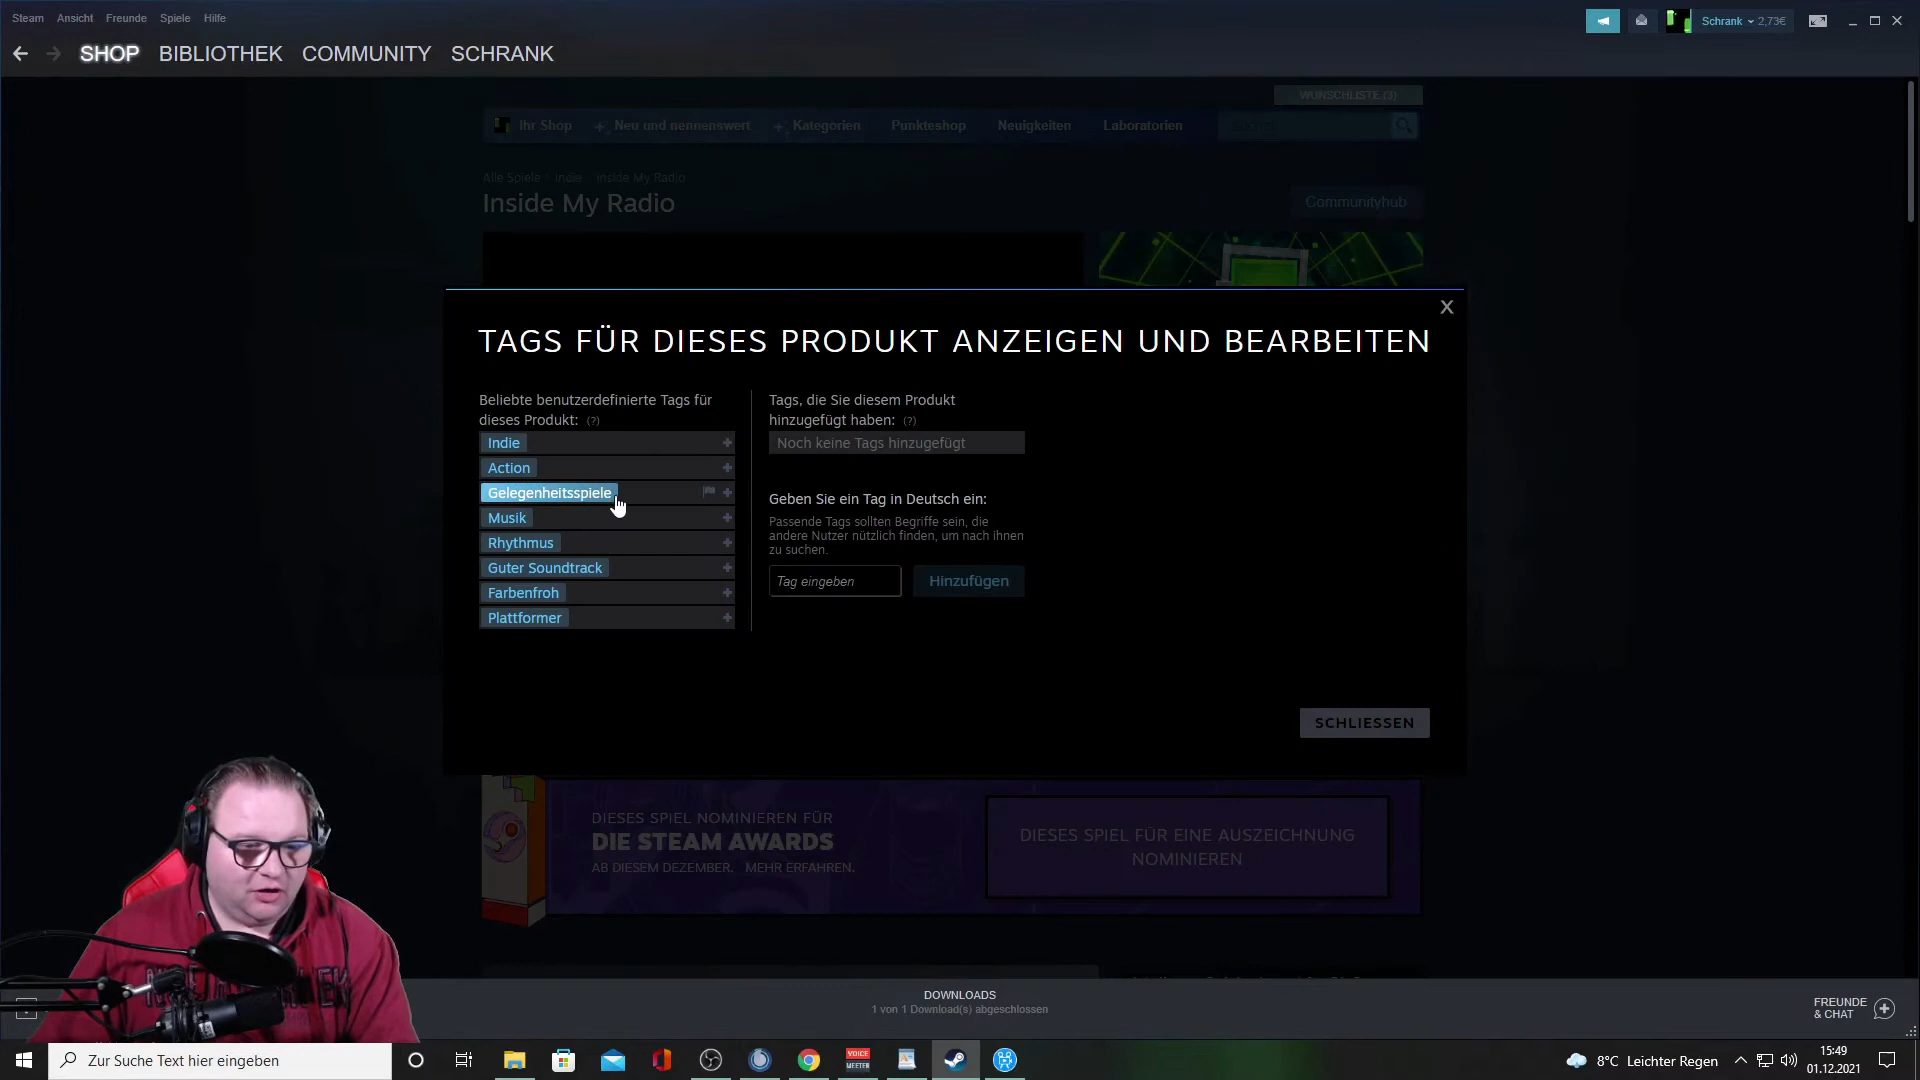 Steam Ansicht Freunde Spiele Hilfe
Schrank 2,73€
SHOP BIBLIOTHEK COMMUNITY SCHRANK
WUNSCHLISTE (3)
Ihr Shop Neu und nennenswert Kategorien Punkteshop Neuigkeiten Laboratorien
Alle Spiele Indie Inside My Radio
Inside My Radio
Communityhub
X
TAGS FÜR DIESES PRODUKT ANZEIGEN UND BEARBEITEN
Beliebte benutzerdefinierte Tags für
dieses Produkt: (?)
Indie
Action
Gelegenheitsspiele
Musik
Rhythmus
Guter Soundtrack
Farbenfroh
Plattformer
Tags, die Sie diesem Produkt
hinzugefügt haben: (?)
Noch keine Tags hinzugefügt
Geben Sie ein Tag in Deutsch ein:
Passende Tags sollten Begriffe sein, die
andere Nutzer nützlich finden, um nach ihnen
zu suchen.
Tag eingeben Hinzufügen
SCHLIESSEN
DIESES SPIEL NOMINIEREN FÜR
DIE STEAM AWARDS
AB DIESEM DEZEMBER. MEHR ERFAHREN.
DIESES SPIEL FÜR EINE AUSZEICHNUNG
NOMINIEREN
DOWNLOADS
1 von 1 Download(s) abgeschlossen
FREUNDE
& CHAT
Zur Suche Text hier eingeben
VOICE
MEETER
8°C Leichter Regen
15:49
01.12.2021